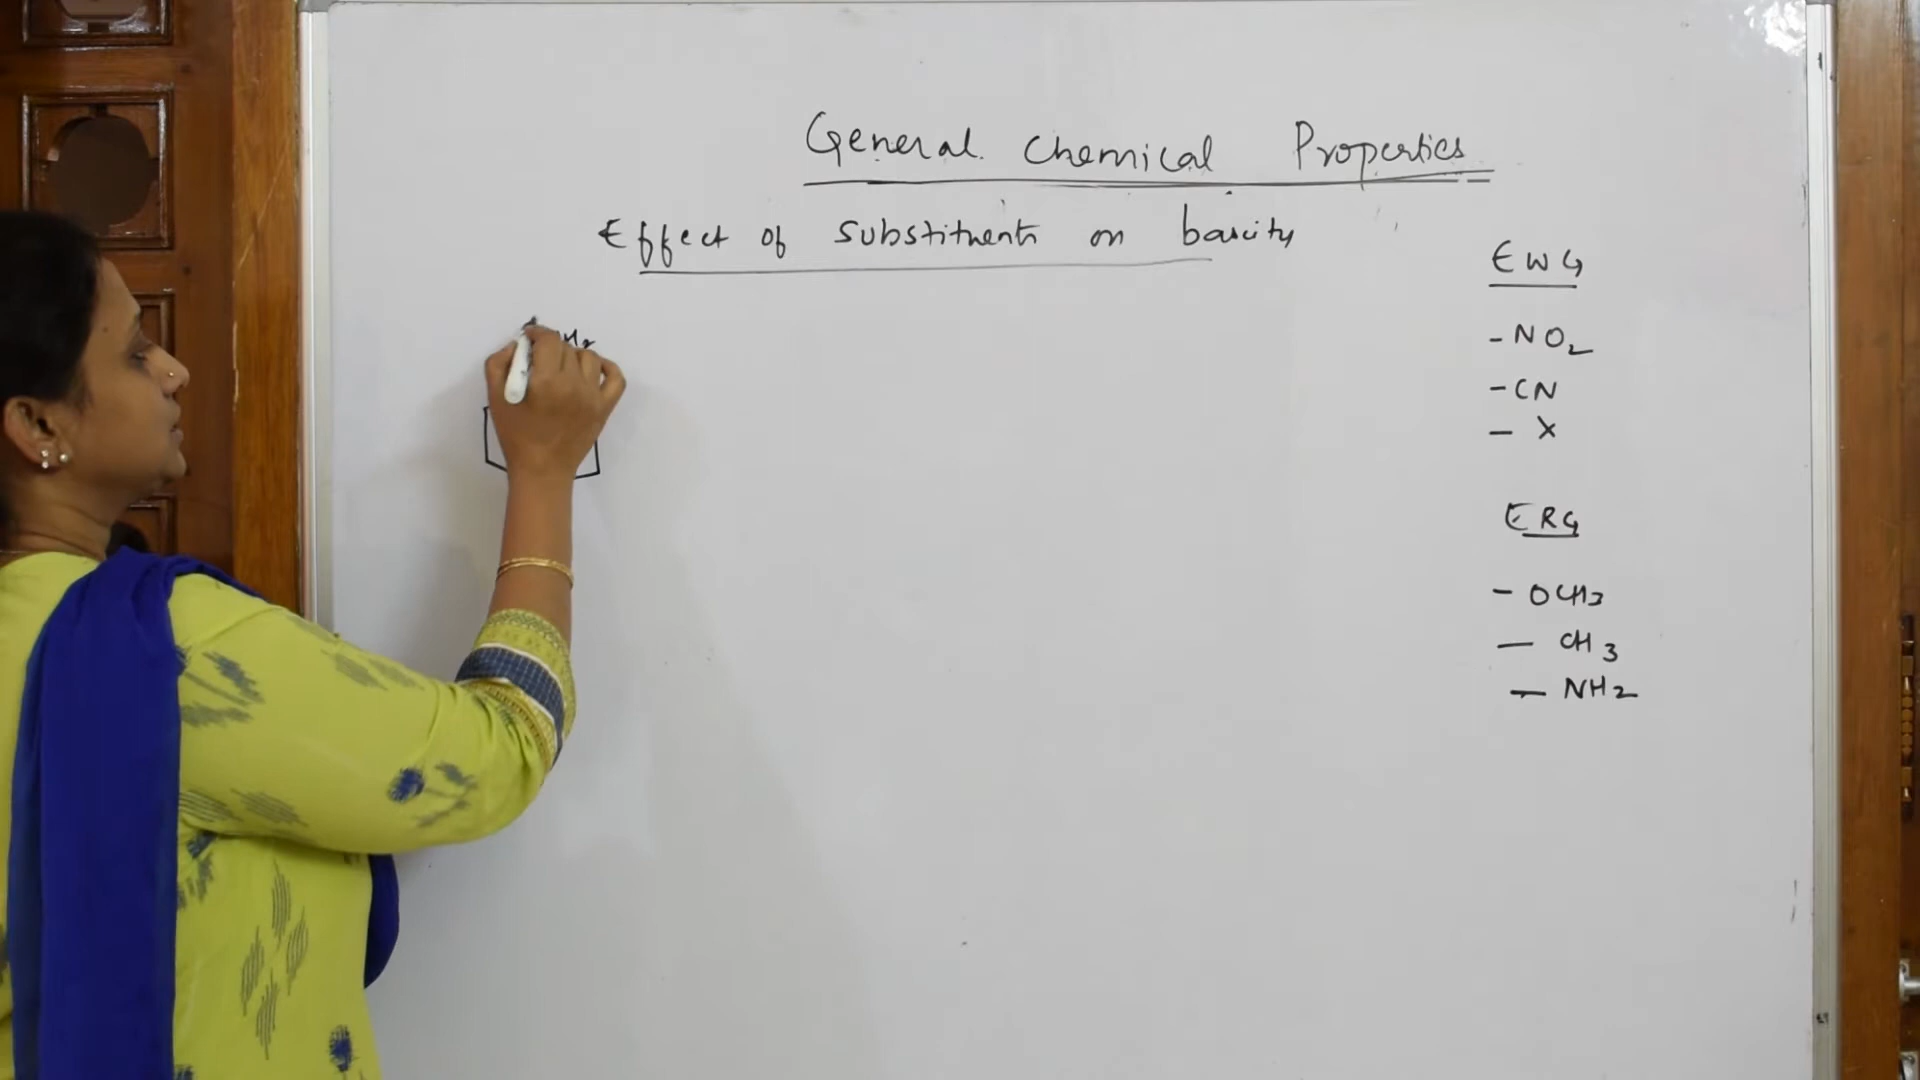 General Chemical Properties
Effect of substituents on basicity
EWG
- NO2
- CN
- X
ERG
- OCH3
- CH3
- NH2